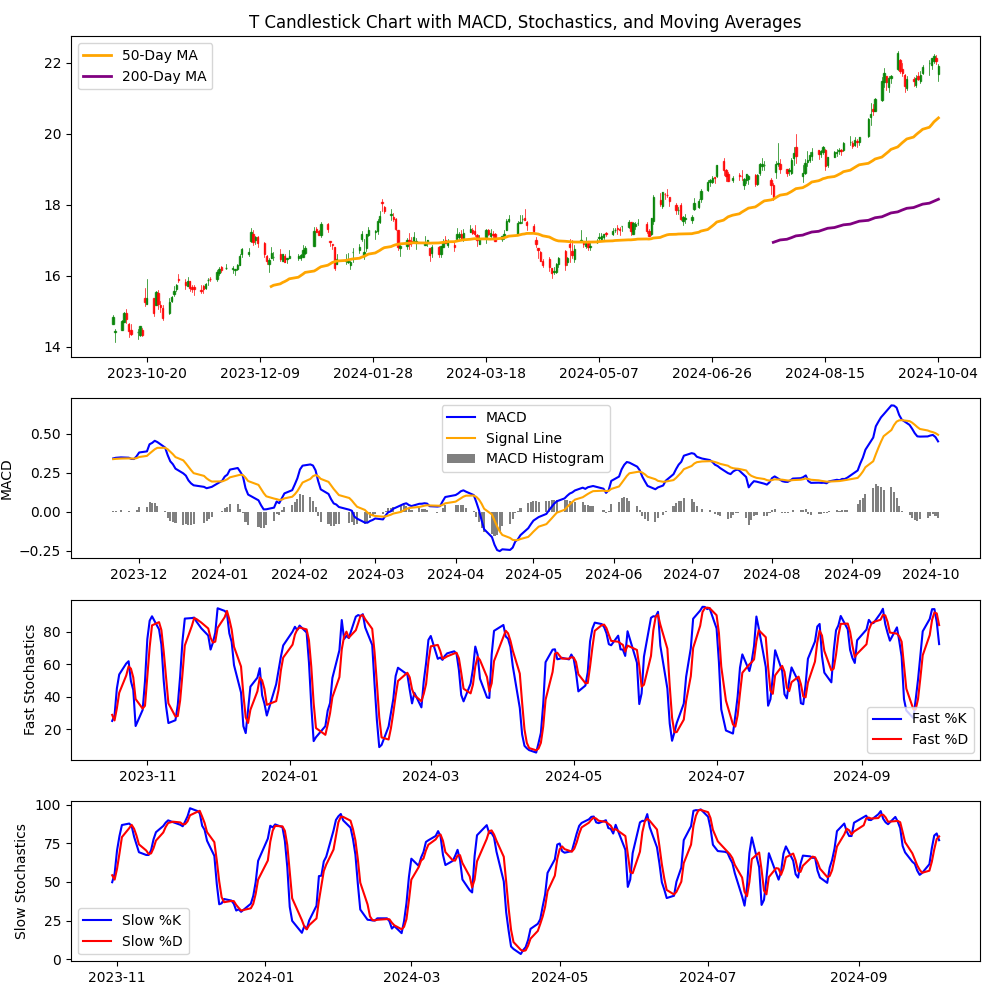 T Candlestick Chart with MACD, Stochastics, and Moving Averages
50-Day MA
200-Day MA
22
20
18
16
14
2023-10-20 2023-12-09 2024-01-28 2024-03-18 2024-05-07 2024-06-26 2024-08-15 2024-10-04
MACD
MACD
Signal Line
MACD Histogram
0.50
0.25
0.00
−0.25
2023-12 2024-01 2024-02 2024-03 2024-04 2024-05 2024-06 2024-07 2024-08 2024-09 2024-10
Fast Stochastics
80
60
40
20
Fast %K
Fast %D
2023-11 2024-01 2024-03 2024-05 2024-07 2024-09
Slow Stochastics
100
75
50
25
0
Slow %K
Slow %D
2023-11 2024-01 2024-03 2024-05 2024-07 2024-09